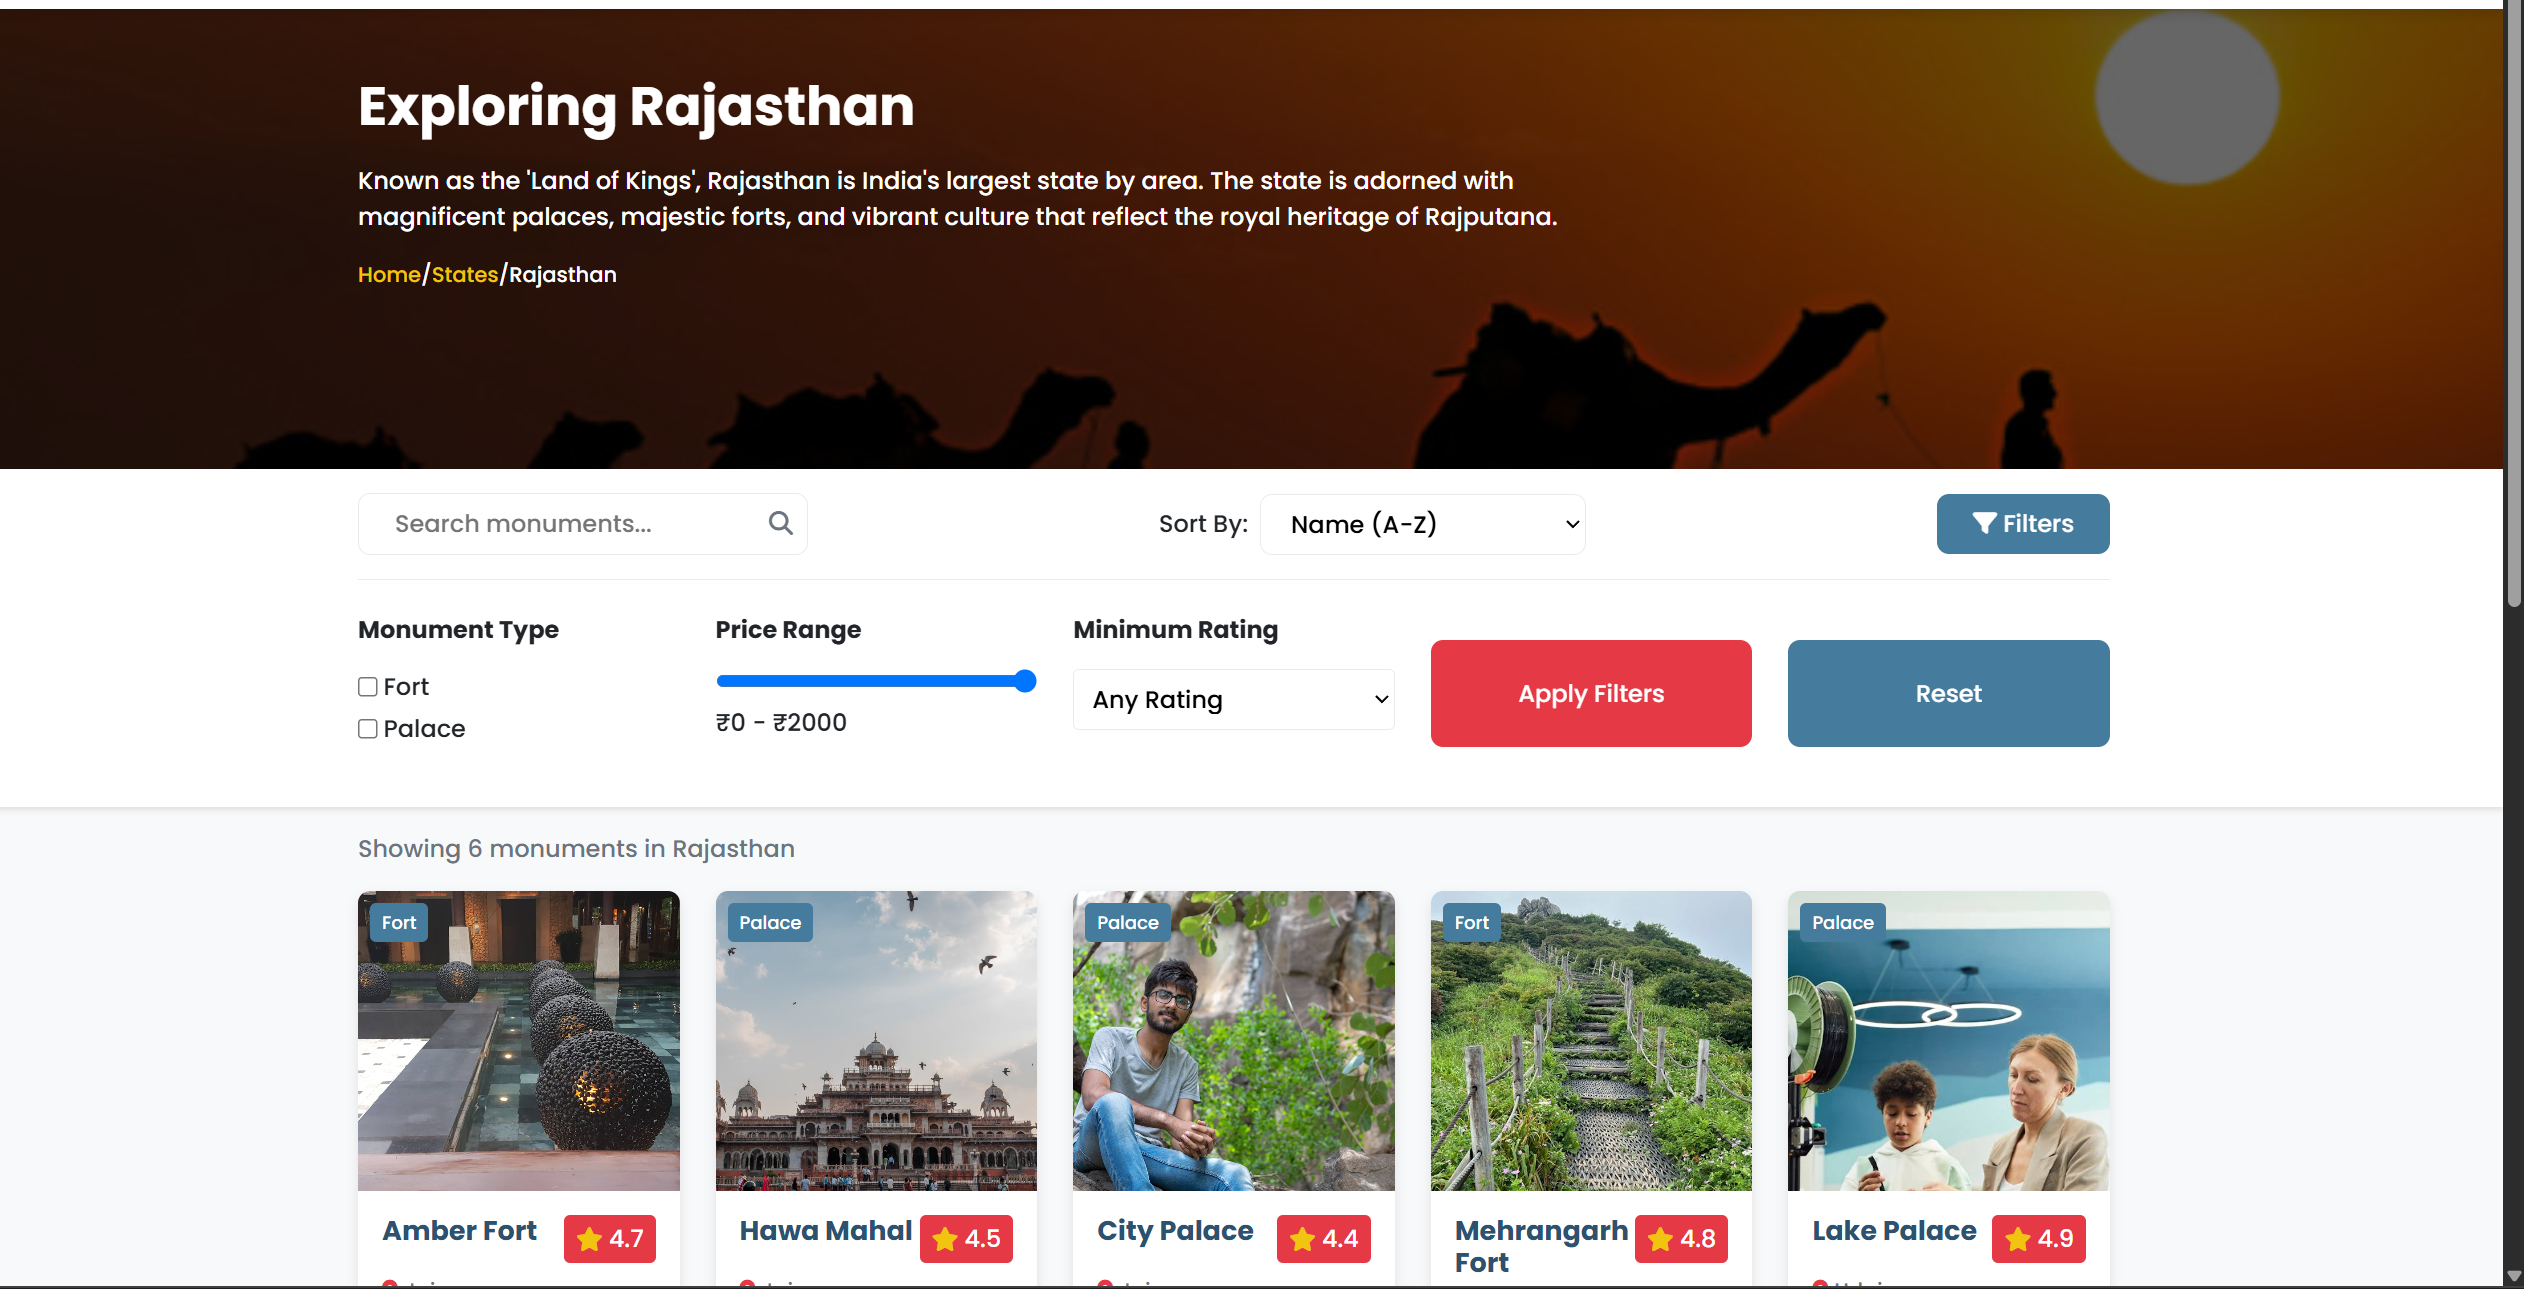 Exploring Rajasthan
Known as the 'Land of Kings', Rajasthan is India's largest state by area. The state is adorned with
magnificent palaces, majestic forts, and vibrant culture that reflect the royal heritage of Rajputana.
Home/States/Rajasthan
Search monuments...
Sort By:
Name (A-Z)
Filters
Monument Type
Fort
Palace
Price Range
₹0 - ₹2000
Minimum Rating
Any Rating
Apply Filters
Reset
Showing 6 monuments in Rajasthan
Fort
Amber Fort
4.7
Palace
Hawa Mahal
4.5
Palace
City Palace
4.4
Fort
Mehrangarh
Fort
4.8
Palace
Lake Palace
4.9